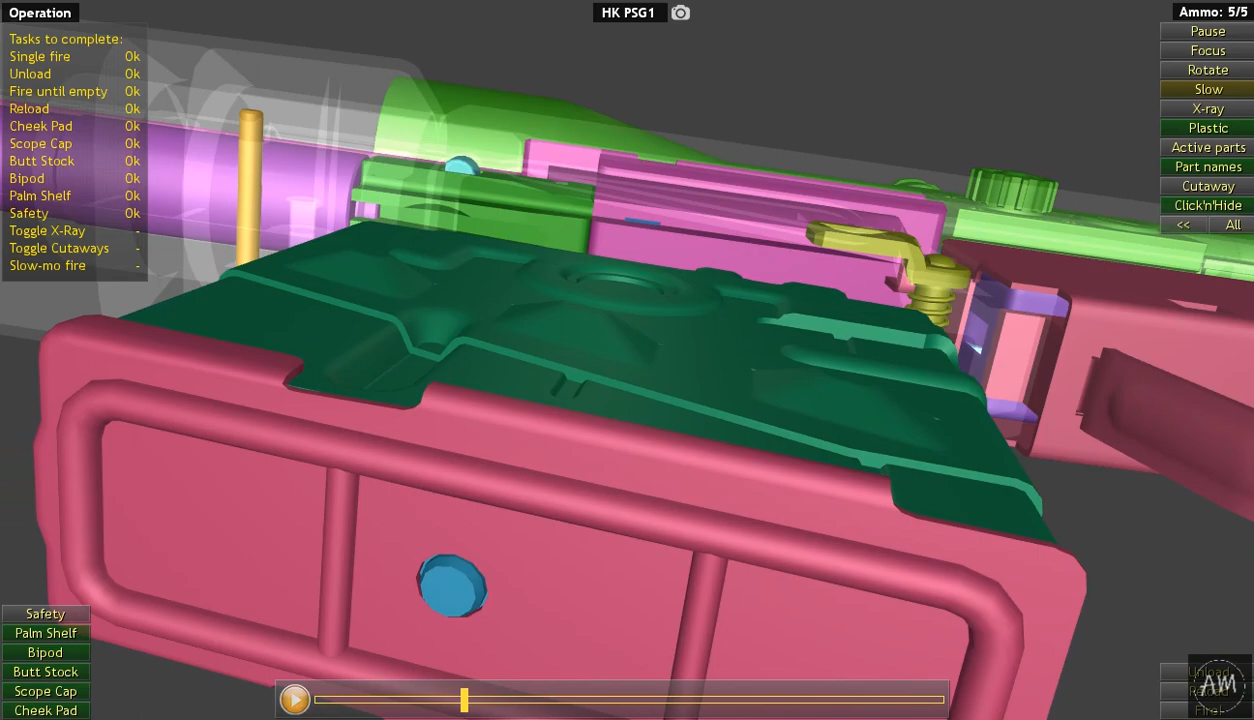 Operation
HK PSG1
Ammo: 5/5
Tasks to complete:
Single fire Ok
Unload Ok
Fire until empty Ok
Reload Ok
Cheek Pad Ok
Scope Cap Ok
Butt Stock Ok
Bipod Ok
Palm Shelf Ok
Safety Ok
Toggle X-Ray -
Toggle Cutaways -
Slow-mo fire -
Pause
Focus
Rotate
Slow
X-ray
Plastic
Active parts
Part names
Cutaway
Click'n'Hide
<< All
Safety
Palm Shelf
Bipod
Butt Stock
Scope Cap
Cheek Pad
Unload
AW